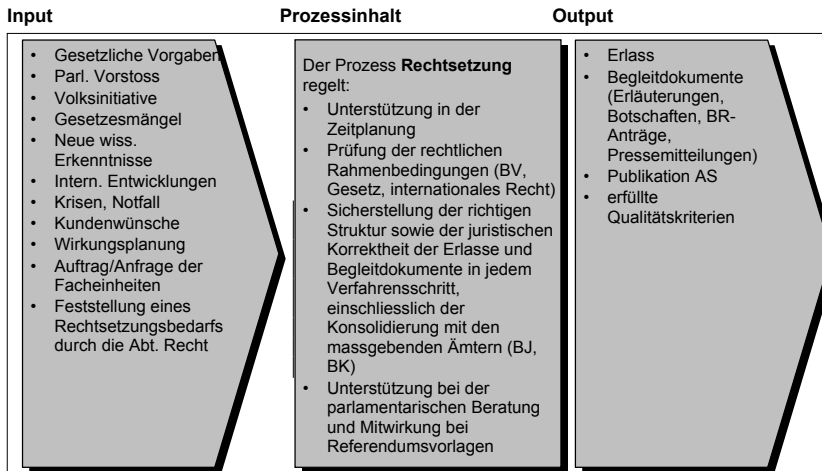 Input
Prozessinhalt
Output
• Gesetzliche Vorgaben
• Parl. Vorstoss
• Volksinitiative
• Gesetzesmängel
• Neue wiss.
Erkenntnisse
• Intern. Entwicklungen
• Krisen, Notfall
• Kundenwünsche
• Wirkungsplanung
• Auftrag/Anfrage der
Facheinheiten
• Feststellung eines
Rechtsetzungsbedarfs
durch die Abt. Recht
Der Prozess Rechtsetzung
regelt:
• Unterstützung in der
Zeitplanung
• Prüfung der rechtlichen
Rahmenbedingungen (BV,
Gesetz, internationales Recht)
• Sicherstellung der richtigen
Struktur sowie der juristischen
Korrektheit der Erlasse und
Begleitdokumente in jedem
Verfahrensschritt,
einschliesslich der
Konsolidierung mit den
massgebenden Ämtern (BJ,
BK)
• Unterstützung bei der
parlamentarischen Beratung
und Mitwirkung bei
Referendumsvorlagen
• Erlass
• Begleitdokumente
(Erläuterungen,
Botschaften, BR-
Anträge,
Pressemitteilungen)
• Publikation AS
• erfüllte
Qualitätskriterien